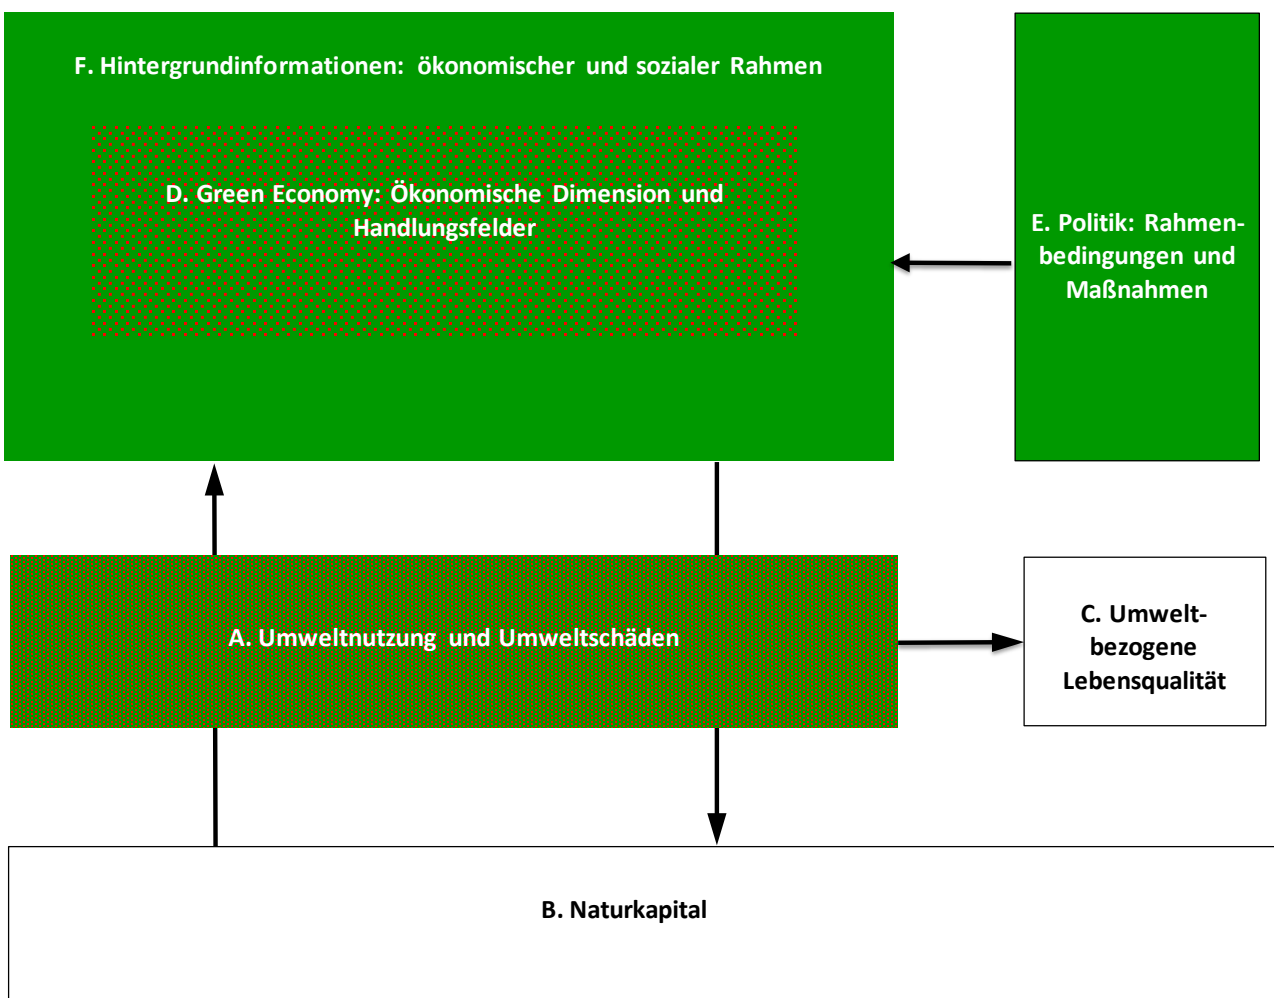 F. Hintergrundinformationen: ökonomischer und sozialer Rahmen
D. Green Economy: Ökonomische Dimension und
Handlungsfelder
E. Politik: Rahmen-
bedingungen und
Maßnahmen
A. Umweltnutzung und Umweltschäden
C. Umwelt-
bezogene
Lebensqualität
B. Naturkapital